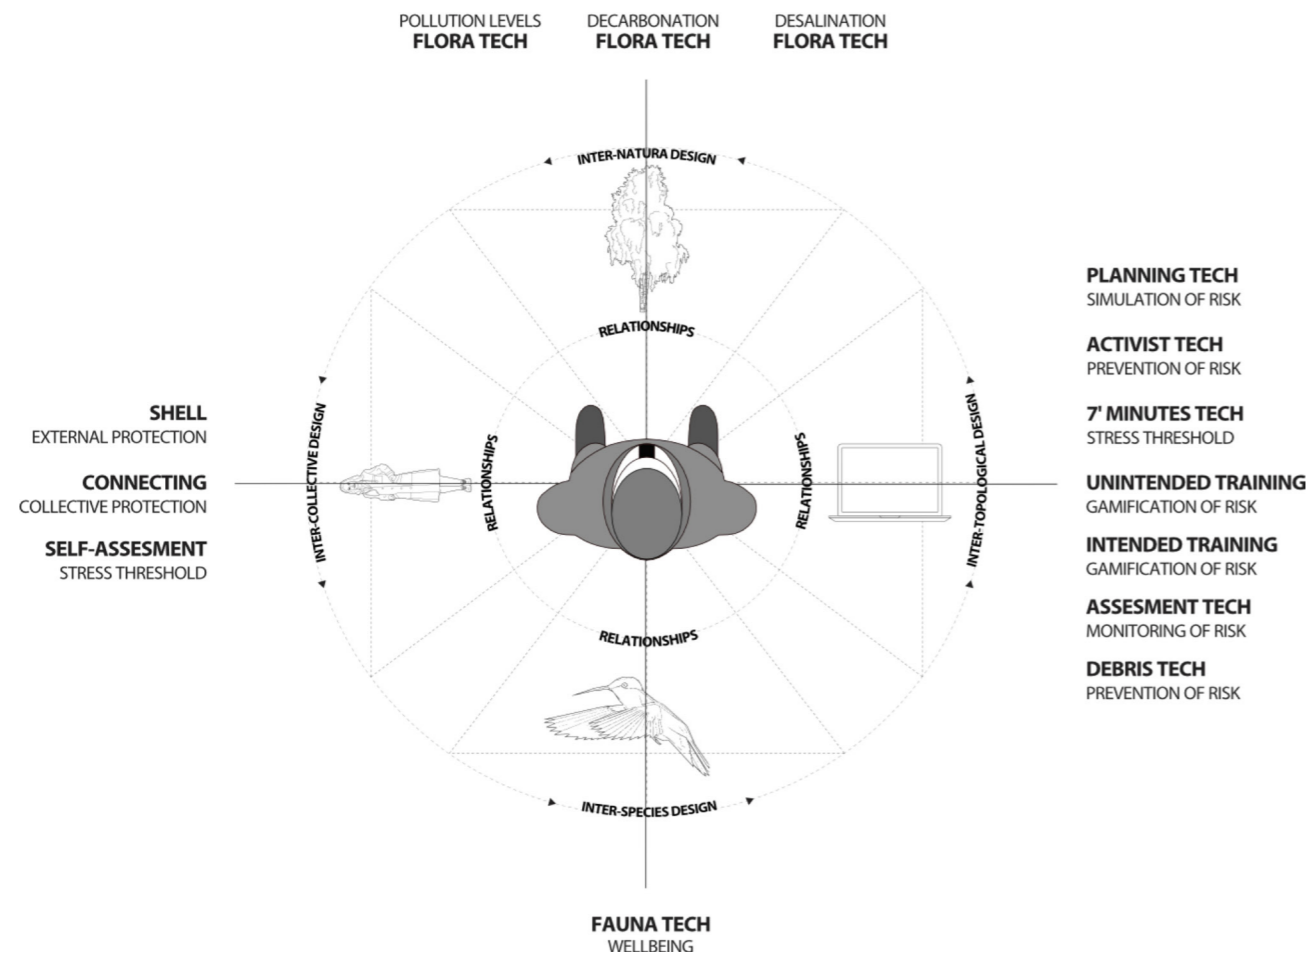 POLLUTION LEVELS
FLORA TECH
DECARBONATION
FLORA TECH
DESALINATION
FLORA TECH
INTER-NATURA DESIGN
RELATIONSHIPS
SHELL
EXTERNAL PROTECTION
CONNECTING
COLLECTIVE PROTECTION
SELF-ASSESMENT
STRESS THRESHOLD
INTER-COLLECTIVE DESIGN
RELATIONSHIPS
RELATIONSHIPS
INTER-TOPOLOGICAL DESIGN
PLANNING TECH
SIMULATION OF RISK
ACTIVIST TECH
PREVENTION OF RISK
7' MINUTES TECH
STRESS THRESHOLD
UNINTENDED TRAINING
GAMIFICATION OF RISK
INTENDED TRAINING
GAMIFICATION OF RISK
ASSESMENT TECH
MONITORING OF RISK
DEBRIS TECH
PREVENTION OF RISK
RELATIONSHIPS
INTER-SPECIES DESIGN
FAUNA TECH
WELLBEING